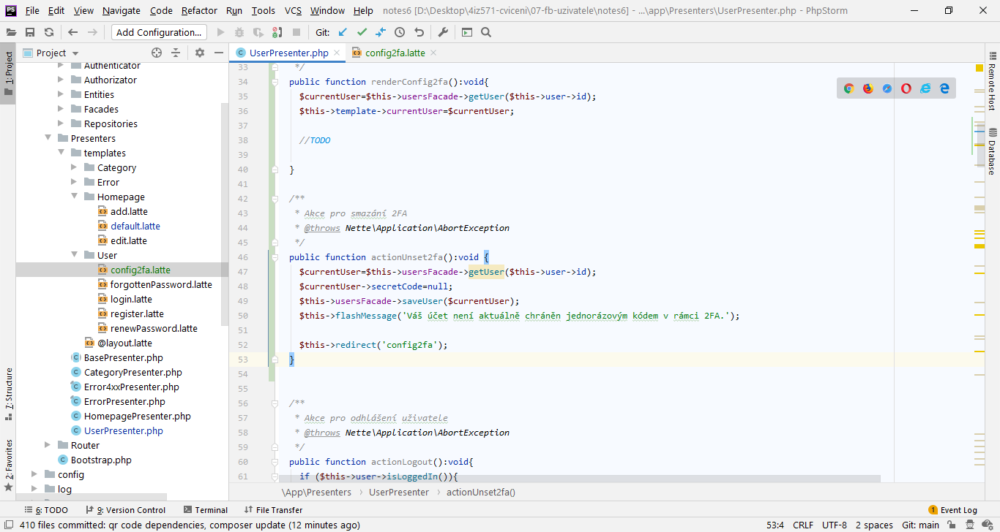 PS File Edit View Navigate Code Refactor Run Tools VCS Window Help notes6 [D:\Desktop\4iz571-cviceni\07-fb-uzivatele\notes6] - ...\app\Presenters\UserPresenter.php - PhpStorm
Add Configuration... Git:
Project UserPresenter.php config2fa.latte
1: Project
7: Structure
2: Favorites
Authenticator
Authorizator
Entities
Facades
Repositories
Presenters
templates
Category
Error
Homepage
add.latte
default.latte
edit.latte
User
config2fa.latte
forgottenPassword.latte
login.latte
register.latte
renewPassword.latte
@layout.latte
BasePresenter.php
CategoryPresenter.php
Error4xxPresenter.php
ErrorPresenter.php
HomepagePresenter.php
UserPresenter.php
Router
Bootstrap.php
config
log
33 */
34 public function renderConfig2fa():void{
35 $currentUser=$this->usersFacade->getUser($this->user->id);
36 $this->template->currentUser=$currentUser;
37
38 //TODO
39
40 }
41
42 /**
43 * Akce pro smazání 2FA
44 * @throws Nette\Application\AbortException
45 */
46 public function actionUnset2fa():void {
47 $currentUser=$this->usersFacade->getUser($this->user->id);
48 $currentUser->secretCode=null;
49 $this->usersFacade->saveUser($currentUser);
50 $this->flashMessage('Váš účet není aktuálně chráněn jednorázovým kódem v rámci 2FA.');
51
52 $this->redirect('config2fa');
53 }
54
55
56 /**
57 * Akce pro odhlášení uživatele
58 * @throws Nette\Application\AbortException
59 */
60 public function actionLogout():void{
61 if ($this->user->isLoggedIn()){
Remote Host
Database
\App\Presenters UserPresenter actionUnset2fa()
6: TODO 9: Version Control Terminal File Transfer 1 Event Log
410 files committed: qr code dependencies, composer update (12 minutes ago) 53:4 CRLF UTF-8 2 spaces Git: main